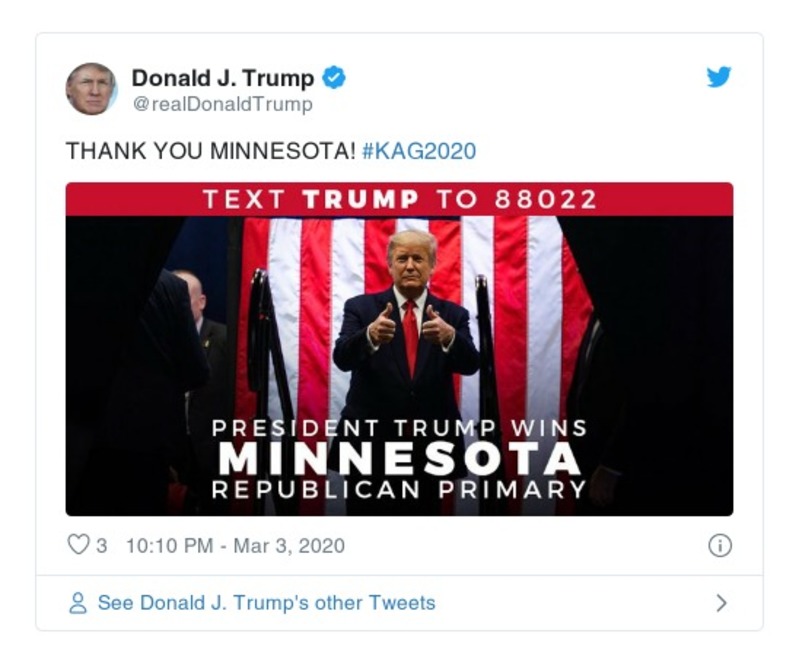 Donald J. Trump
@realDonaldTrump
THANK YOU MINNESOTA! #KAG2020
TEXT TRUMP TO 88022
PRESIDENT TRUMP WINS
MINNESOTA
REPUBLICAN PRIMARY
3 10:10 PM - Mar 3, 2020
See Donald J. Trump's other Tweets